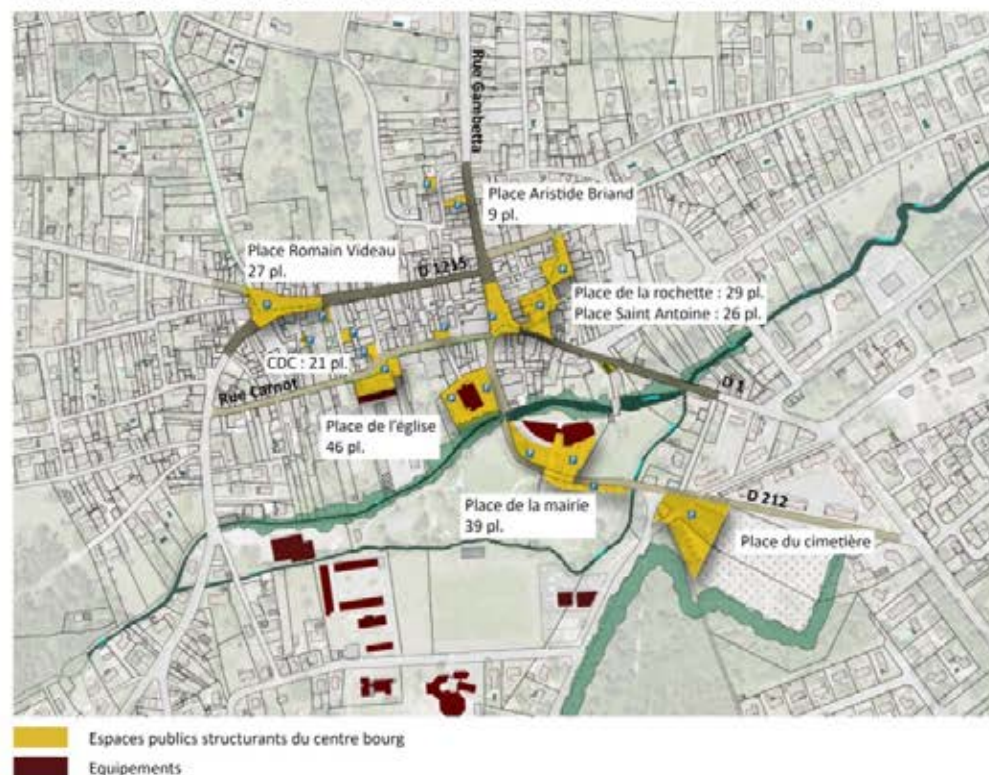 Rue Gambetta
Place Aristide Briand
9 pl.
Place Romain Videau
27 pl.
D 1215
Place de la rochette : 29 pl.
Place Saint Antoine : 26 pl.
CDC : 21 pl.
Rue Carnot
D 1
Place de l'église
46 pl.
Place de la mairie
39 pl.
D 212
Place du cimetière
Espaces publics structurants du centre bourg
Equipements